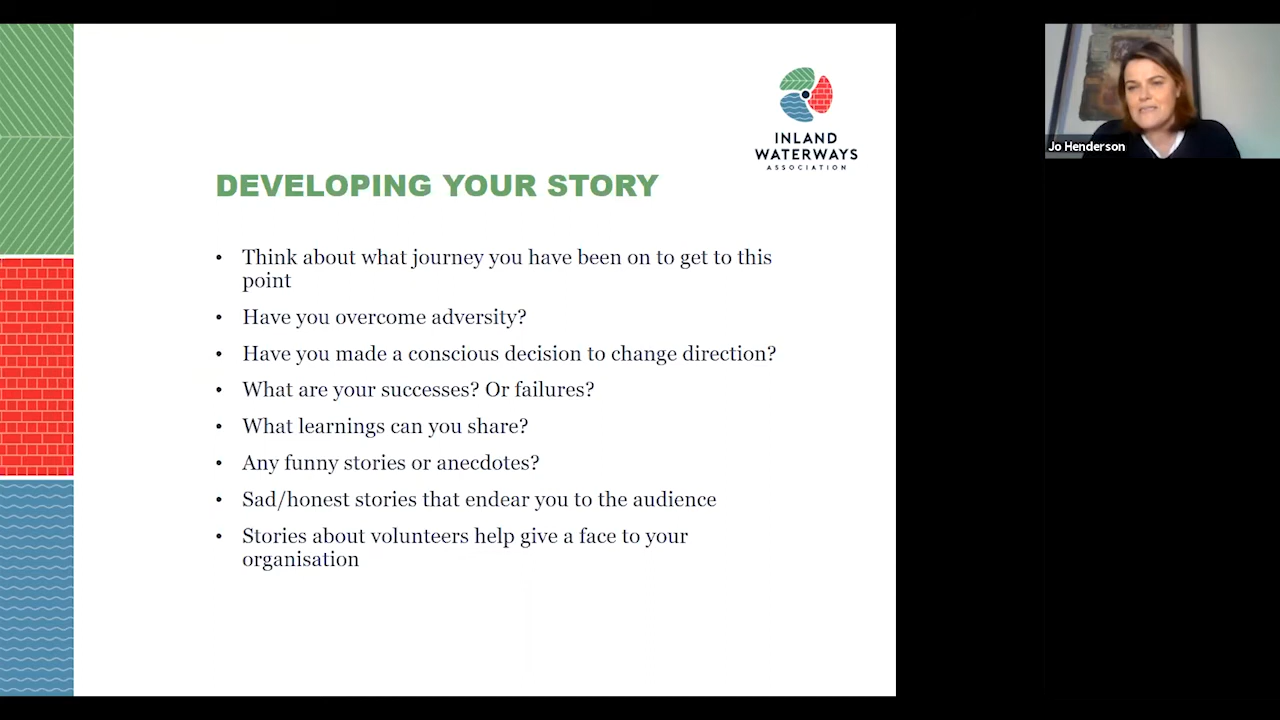 INLAND
WATERWAYS
ASSOCIATION
Jo Henderson
DEVELOPING YOUR STORY
• Think about what journey you have been on to get to this
point
• Have you overcome adversity?
• Have you made a conscious decision to change direction?
• What are your successes? Or failures?
• What learnings can you share?
• Any funny stories or anecdotes?
• Sad/honest stories that endear you to the audience
• Stories about volunteers help give a face to your
organisation